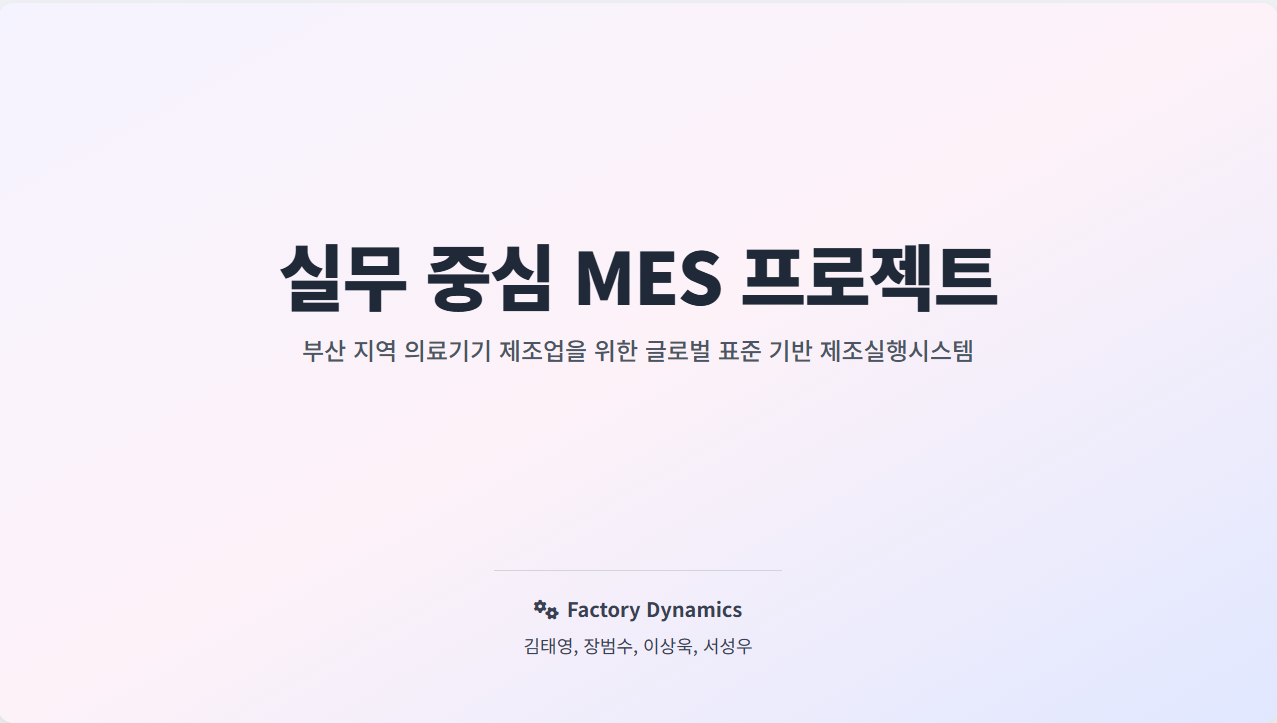 실무 중심 MES 프로젝트
부산 지역 의료기기 제조업을 위한 글로벌 표준 기반 제조실행시스템
Factory Dynamics
김태영, 장범수, 이상욱, 서성우